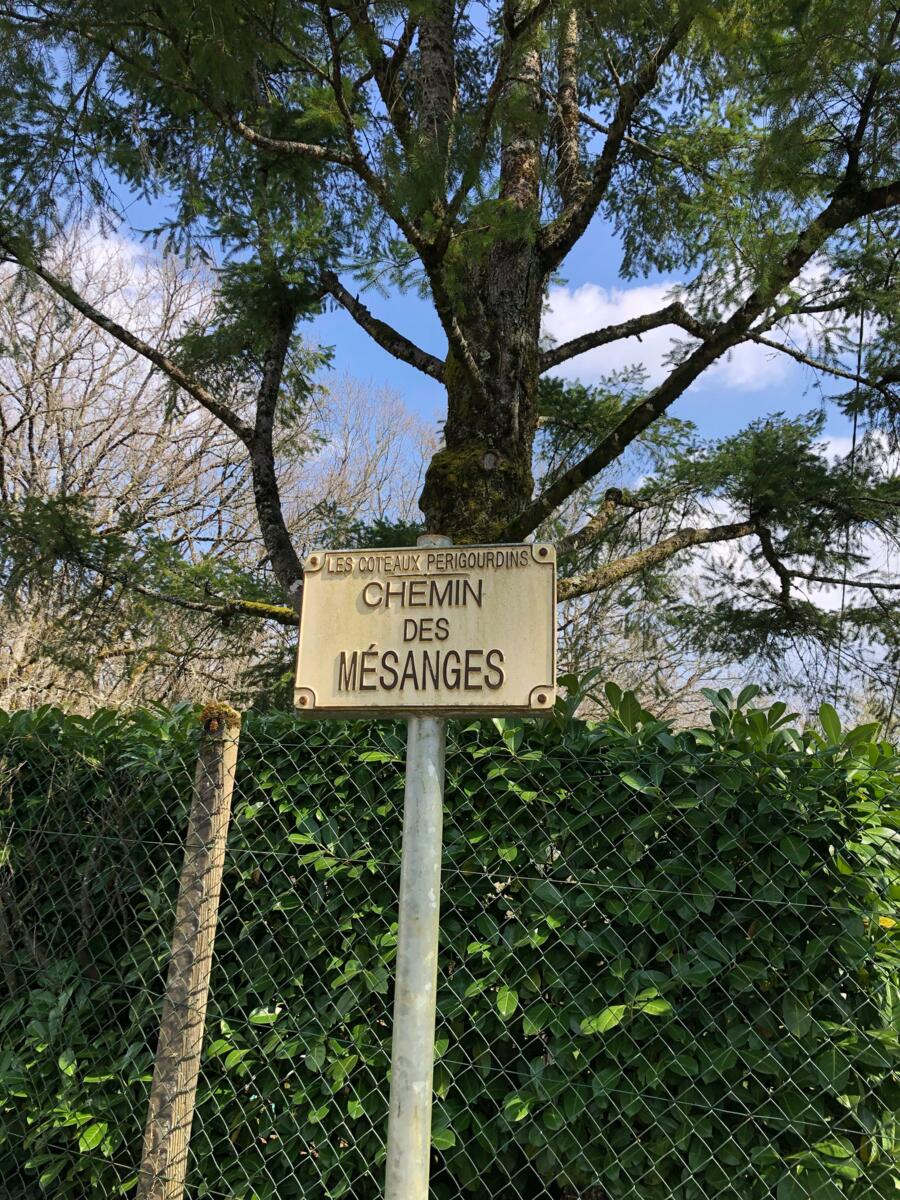 LES COTEAUX PERIGOURDINS
CHEMIN
DES
MÉSANGES